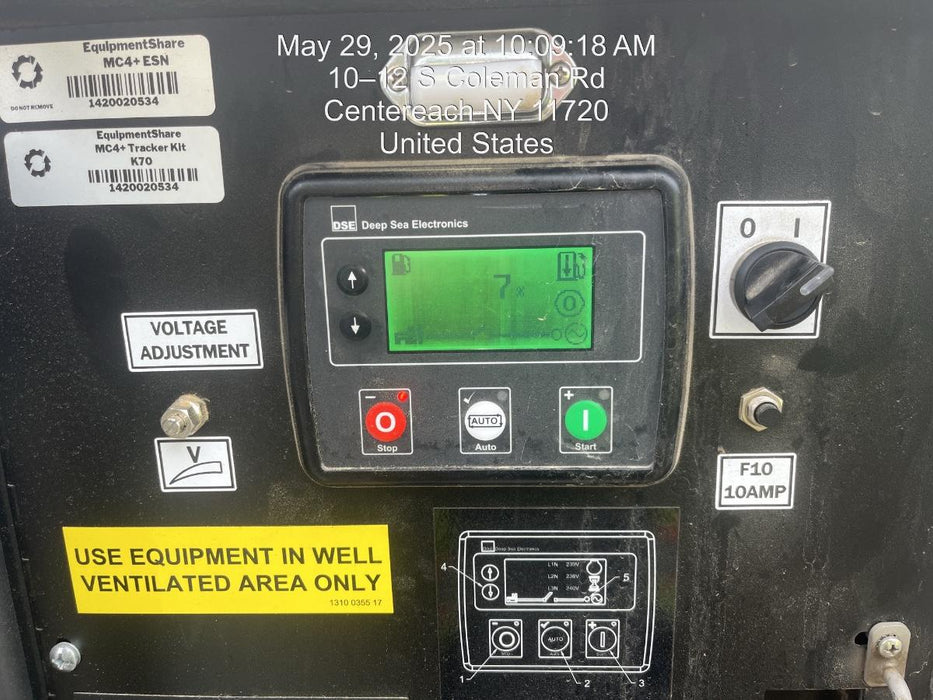 May 29, 2025 at 10:09:18 AM
10–12 S Coleman Rd
Centereach NY 11720
United States
EquipmentShare
MC4+ ESN
DO NOT REMOVE
1420020534
EquipmentShare
MC4+ Tracker Kit
K70
1420020534
DSE Deep Sea Electronics
7%
O
– O Stop
AUTO Auto
+ I Start
O I
VOLTAGE
ADJUSTMENT
V
F10
10AMP
USE EQUIPMENT IN WELL
VENTILATED AREA ONLY
1310 0355 17
Deep Sea Electronics
L1N 239V
L2N 238V
L3N 240V
4
5
AUTO
1
2
3